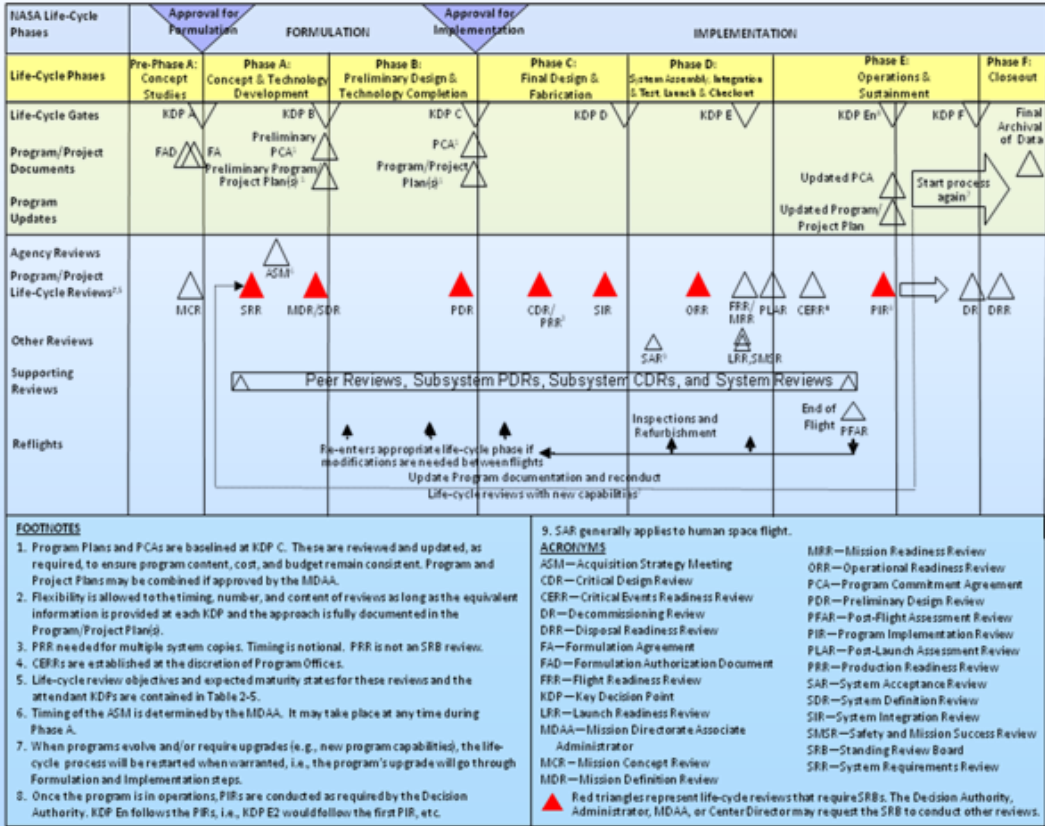 NASA Life-Cycle
Phases
Approval for
Formulation
FORMULATION
Approval for
Implementation
IMPLEMENTATION
Life-Cycle Phases
Pre-Phase A:
Concept
Studies
Phase A:
Concept & Technology
Development
Phase B:
Preliminary Design &
Technology Completion
Phase C:
Final Design &
Fabrication
Phase D:
System Assembly, Integration
& Test, Launch & Checkout
Phase E:
Operations &
Sustainment
Phase F:
Closeout
Life-Cycle Gates
KDP A
KDP B
KDP C
KDP D
KDP E
KDP En⁸
KDP F
Final
Archival
of Data
Program/Project
Documents
FAD
FA
Preliminary
PCA¹
Preliminary Program/
Project Plan(s)
PCA¹
Program/Project
Plan(s)¹
Program
Updates
Updated PCA
Updated Program/
Project Plan
Start process
again⁷
Agency Reviews
ASM⁶
Program/Project
Life-Cycle Reviews²,⁵
MCR
SRR
MDR/SDR
PDR
CDR/
PRR³
SIR
ORR
FRR/
MRR
PLAR
CERR⁴
PIR⁸
DR
DRR
Other Reviews
SAR⁹
LRR,SMSR
Supporting
Reviews
Peer Reviews, Subsystem PDRs, Subsystem CDRs, and System Reviews
Reflights
Re-enters appropriate life-cycle phase if
modifications are needed between flights
Inspections and
Refurbishment
End of
Flight
PFAR
Update Program documentation and reconduct
Life-cycle reviews with new capabilities⁷
FOOTNOTES
1. Program Plans and PCAs are baselined at KDP C. These are reviewed and updated, as
required, to ensure program content, cost, and budget remain consistent. Program and
Project Plans may be combined if approved by the MDAA.
2. Flexibility is allowed to the timing, number, and content of reviews as long as the equivalent
information is provided at each KDP and the approach is fully documented in the
Program/Project Plan(s).
3. PRR needed for multiple system copies. Timing is notional. PRR is not an SRB review.
4. CERRs are established at the discretion of Program Offices.
5. Life-cycle review objectives and expected maturity states for these reviews and the
attendant KDPs are contained in Table 2-5.
6. Timing of the ASM is determined by the MDAA. It may take place at any time during
Phase A.
7. When programs evolve and/or require upgrades (e.g., new program capabilities), the life-
cycle process will be restarted when warranted, i.e., the program's upgrade will go through
Formulation and Implementation steps.
8. Once the program is in operations, PIRs are conducted as required by the Decision
Authority. KDP En follows the PIRs, i.e., KDP E2 would follow the first PIR, etc.
9. SAR generally applies to human space flight.
ACRONYMS
ASM—Acquisition Strategy Meeting
CDR—Critical Design Review
CERR—Critical Events Readiness Review
DR—Decommissioning Review
DRR—Disposal Readiness Review
FA—Formulation Agreement
FAD—Formulation Authorization Document
FRR—Flight Readiness Review
KDP—Key Decision Point
LRR—Launch Readiness Review
MDAA—Mission Directorate Associate
Administrator
MCR—Mission Concept Review
MDR—Mission Definition Review
MRR—Mission Readiness Review
ORR—Operational Readiness Review
PCA—Program Commitment Agreement
PDR—Preliminary Design Review
PFAR—Post-Flight Assessment Review
PIR—Program Implementation Review
PLAR—Post-Launch Assessment Review
PRR—Production Readiness Review
SAR—System Acceptance Review
SDR—System Definition Review
SIR—System Integration Review
SMSR—Safety and Mission Success Review
SRB—Standing Review Board
SRR—System Requirements Review
Red triangles represent life-cycle reviews that require SRBs. The Decision Authority,
Administrator, MDAA, or Center Director may request the SRB to conduct other reviews.